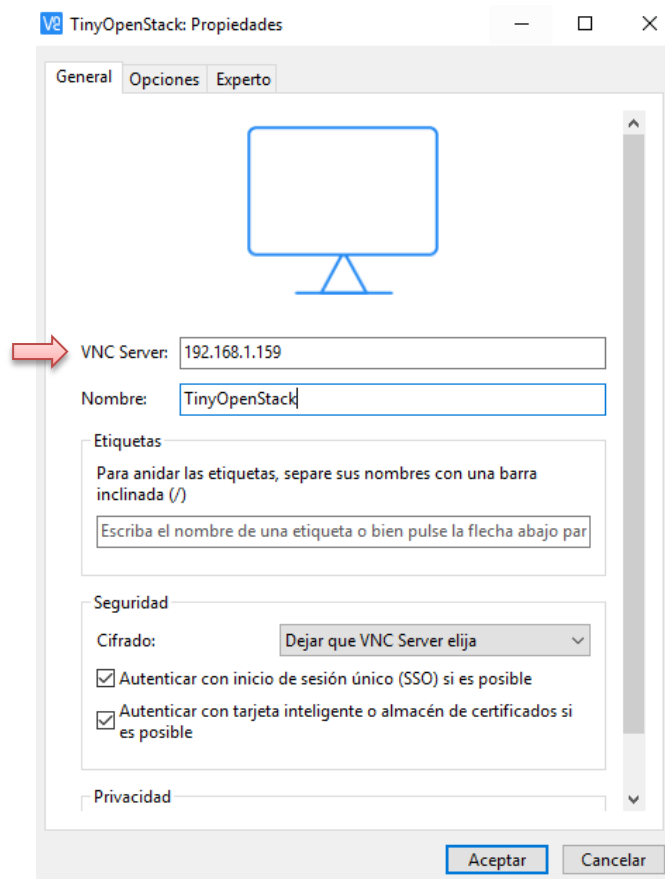 TinyOpenStack: Propiedades
General Opciones Experto
VNC Server: 192.168.1.159
Nombre: TinyOpenStack
Etiquetas
Para anidar las etiquetas, separe sus nombres con una barra
inclinada (/)
Escriba el nombre de una etiqueta o bien pulse la flecha abajo par
Seguridad
Cifrado: Dejar que VNC Server elija
Autenticar con inicio de sesión único (SSO) si es posible
Autenticar con tarjeta inteligente o almacén de certificados si
es posible
Privacidad
Aceptar Cancelar